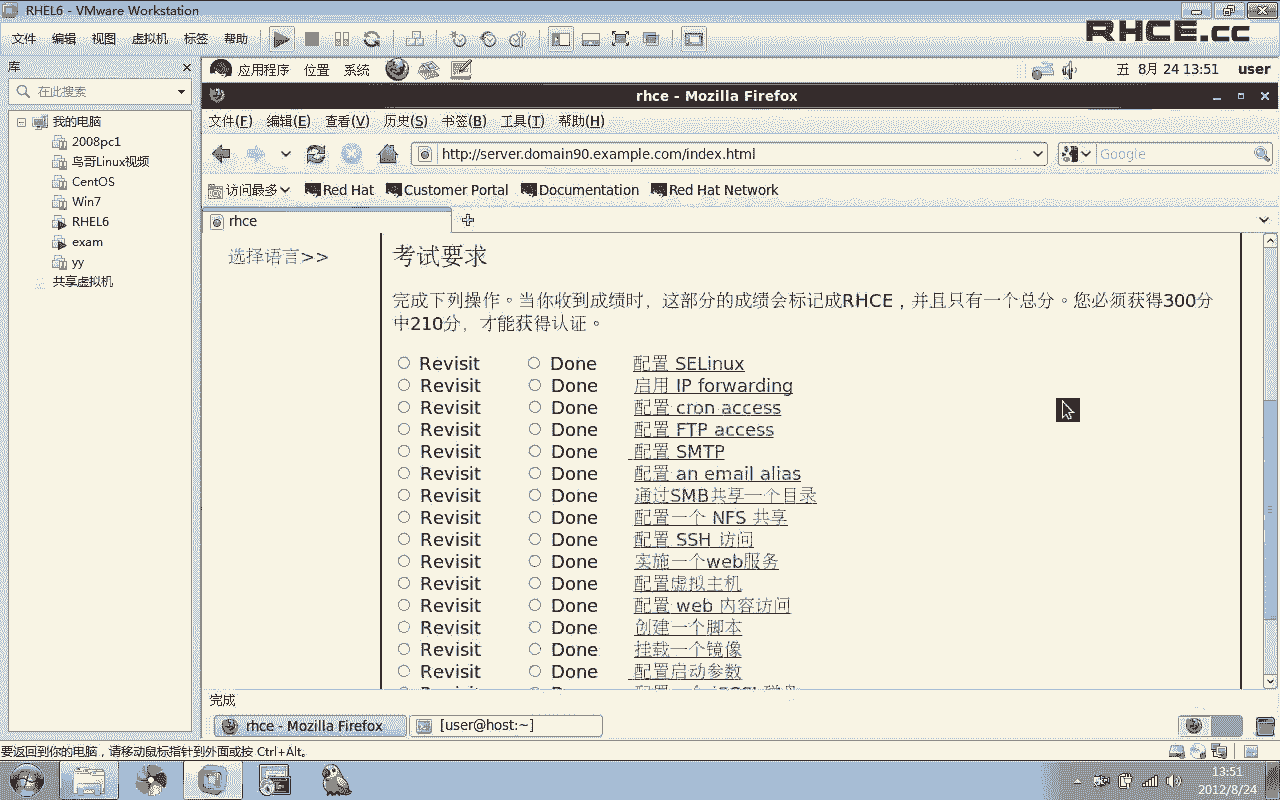 RHEL6 - VMware Workstation
文件 编辑 查看 虚拟机 标签 帮助
RHCE.cc
库
在此搜索
我的电脑
2008pc1
鸟哥Linux视频
CentOS
Win7
RHEL6
exam
yy
共享虚拟机
应用程序 位置 系统
五 8月 24 13:51 user
rhce - Mozilla Firefox
文件(F) 编辑(E) 查看(V) 历史(S) 书签(B) 工具(T) 帮助(H)
http://server.domain90.example.com/index.html
Google
访问最多 Red Hat Customer Portal Documentation Red Hat Network
rhce
选择语言>>
考试要求
完成下列操作。当你收到成绩时，这部分的成绩会标记成RHCE，并且只有一个总分。您必须获得300分
中210分，才能获得认证。
Revisit Done 配置 SELinux
Revisit Done 启用 IP forwarding
Revisit Done 配置 cron access
Revisit Done 配置 FTP access
Revisit Done 配置 SMTP
Revisit Done 配置 an email alias
Revisit Done 通过SMB共享一个目录
Revisit Done 配置一个 NFS 共享
Revisit Done 配置 SSH 访问
Revisit Done 实施一个web服务
Revisit Done 配置虚拟主机
Revisit Done 配置 web 内容访问
Revisit Done 创建一个脚本
Revisit Done 挂载一个镜像
Revisit Done 配置启动参数
完成
rhce - Mozilla Firefox
[user@host:~]
要返回到你的电脑，请移动鼠标指针到外面或按 Ctrl+Alt。
13:51
2012/8/24